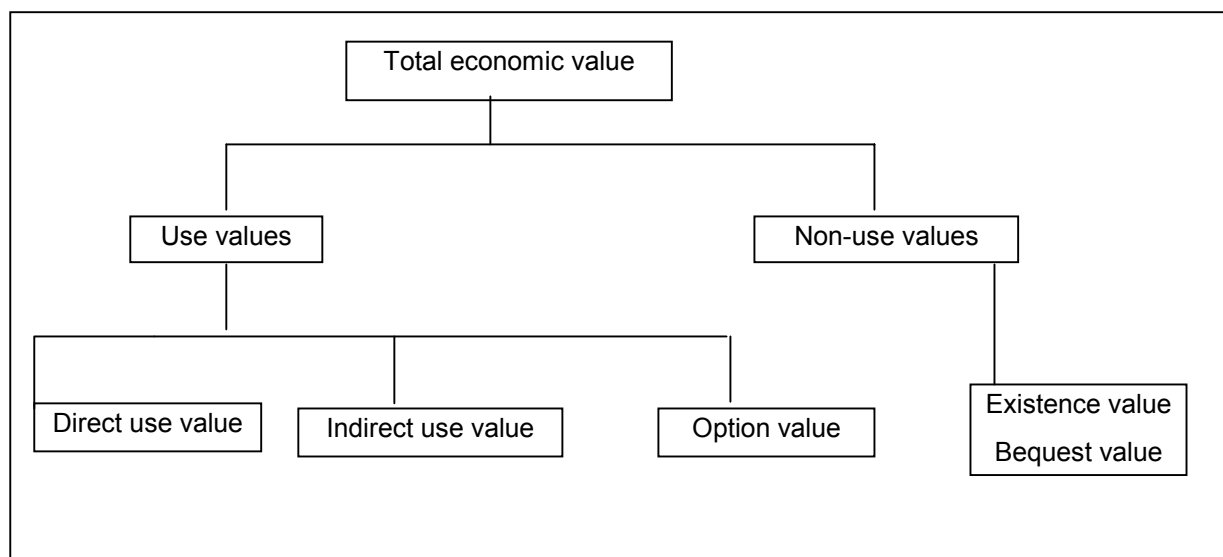 Total economic value
Use values
Non-use values
Direct use value
Indirect use value
Option value
Existence value
Bequest value